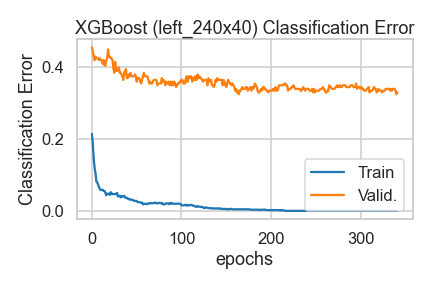 XGBoost (left_240x40) Classification Error
Classification Error
0.4
0.2
0.0
Train
Valid.
0 100 200 300
epochs